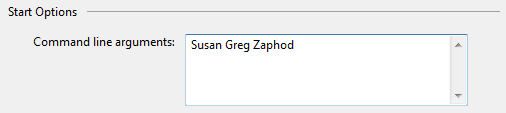 Start Options
Command line arguments:
Susan Greg Zaphod